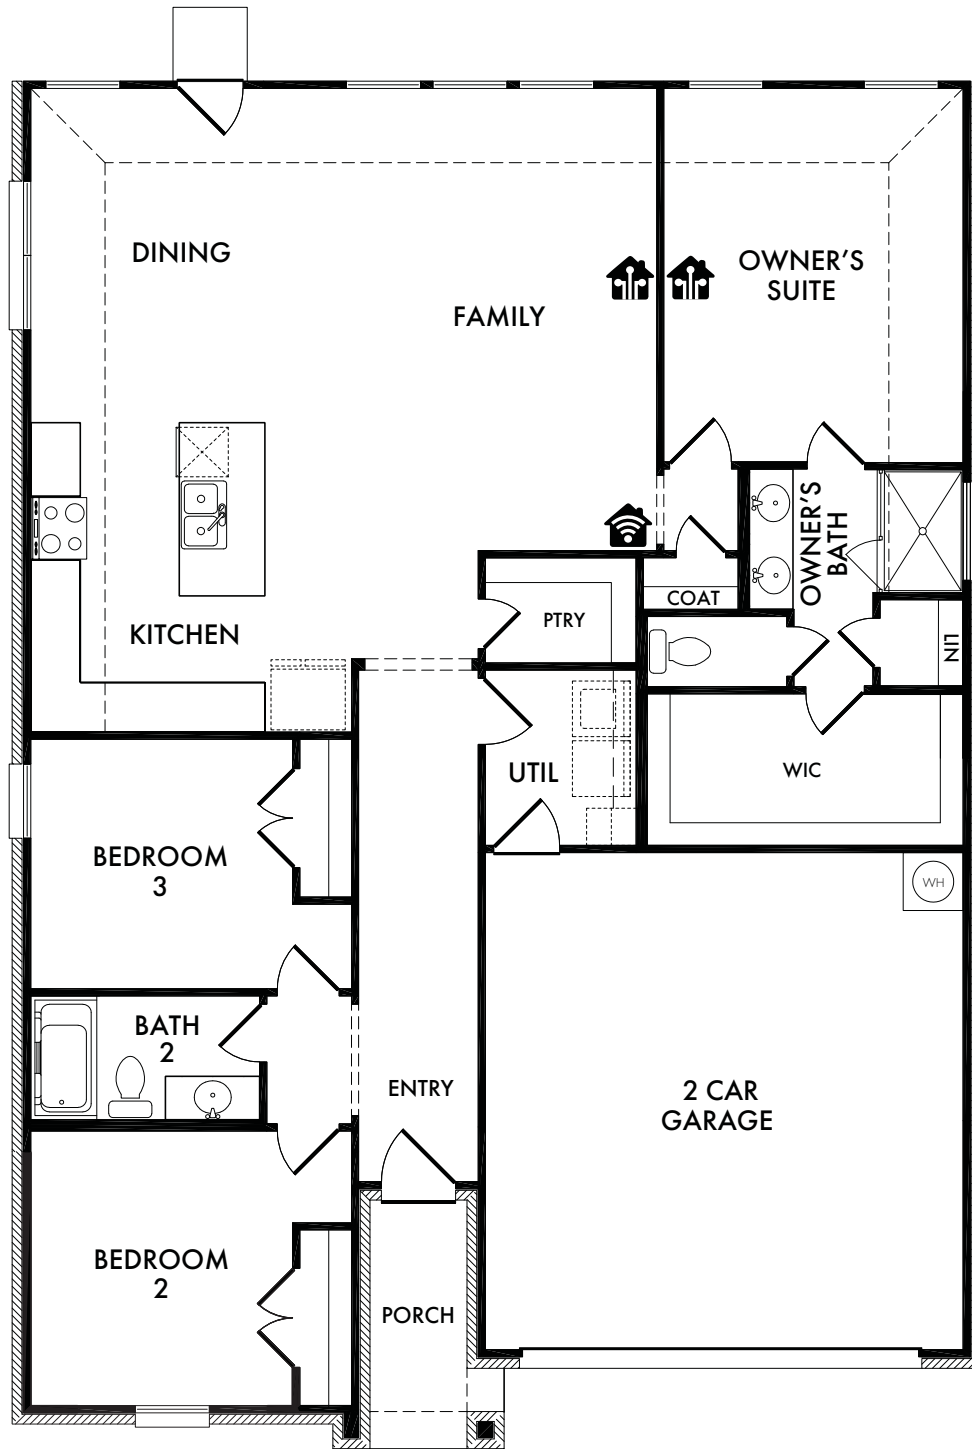 DINING
OWNER'S
SUITE
FAMILY
OWNER'S
BATH
COAT
PTRY
KITCHEN
LIN
UTIL
WIC
BEDROOM
3
WH
BATH
2
ENTRY
2 CAR
GARAGE
BEDROOM
2
PORCH